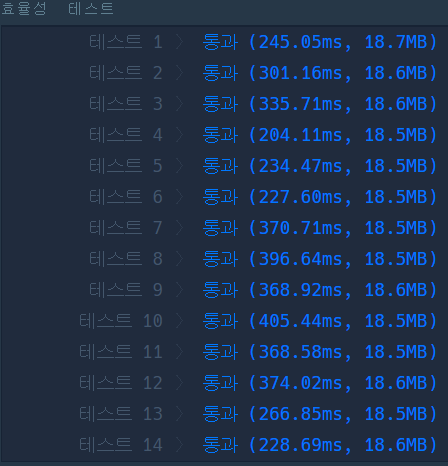 효율성 테스트
테스트 1 〉 통과 (245.05ms, 18.7MB)
테스트 2 〉 통과 (301.16ms, 18.6MB)
테스트 3 〉 통과 (335.71ms, 18.6MB)
테스트 4 〉 통과 (204.11ms, 18.5MB)
테스트 5 〉 통과 (234.47ms, 18.5MB)
테스트 6 〉 통과 (227.60ms, 18.5MB)
테스트 7 〉 통과 (370.71ms, 18.5MB)
테스트 8 〉 통과 (396.64ms, 18.5MB)
테스트 9 〉 통과 (368.92ms, 18.6MB)
테스트 10 〉 통과 (405.44ms, 18.5MB)
테스트 11 〉 통과 (368.58ms, 18.5MB)
테스트 12 〉 통과 (374.02ms, 18.6MB)
테스트 13 〉 통과 (266.85ms, 18.5MB)
테스트 14 〉 통과 (228.69ms, 18.6MB)